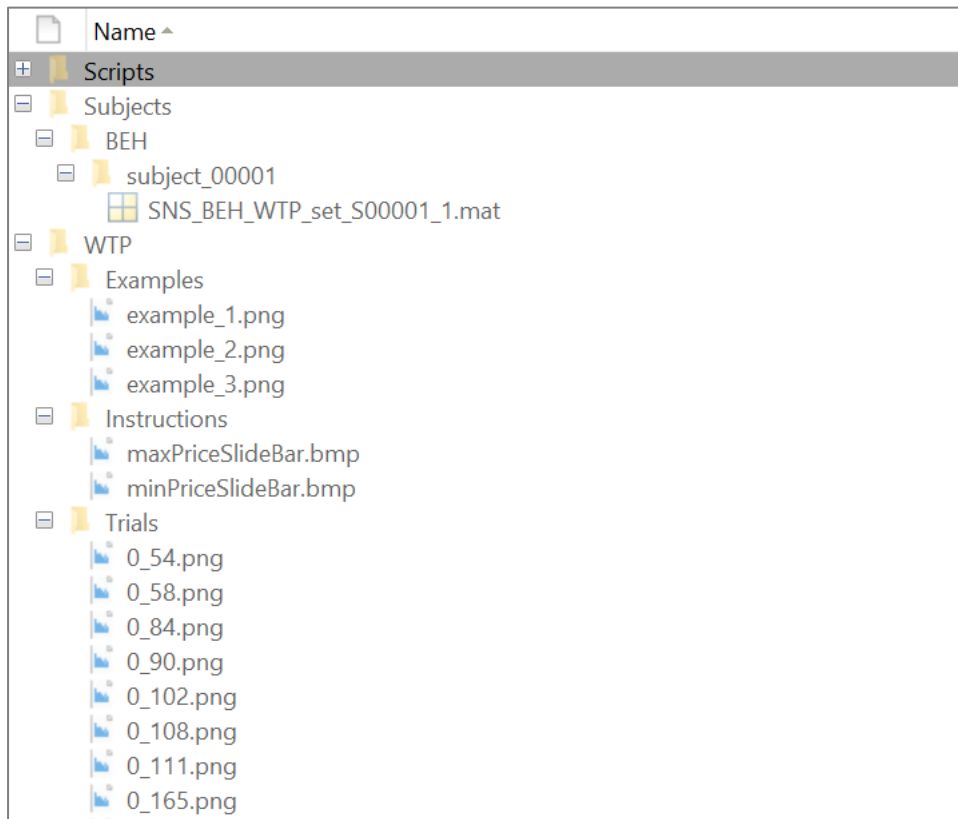 Name
Scripts
Subjects
BEH
subject_00001
SNS_BEH_WTP_set_S00001_1.mat
WTP
Examples
example_1.png
example_2.png
example_3.png
Instructions
maxPriceSlideBar.bmp
minPriceSlideBar.bmp
Trials
0_54.png
0_58.png
0_84.png
0_90.png
0_102.png
0_108.png
0_111.png
0_165.png